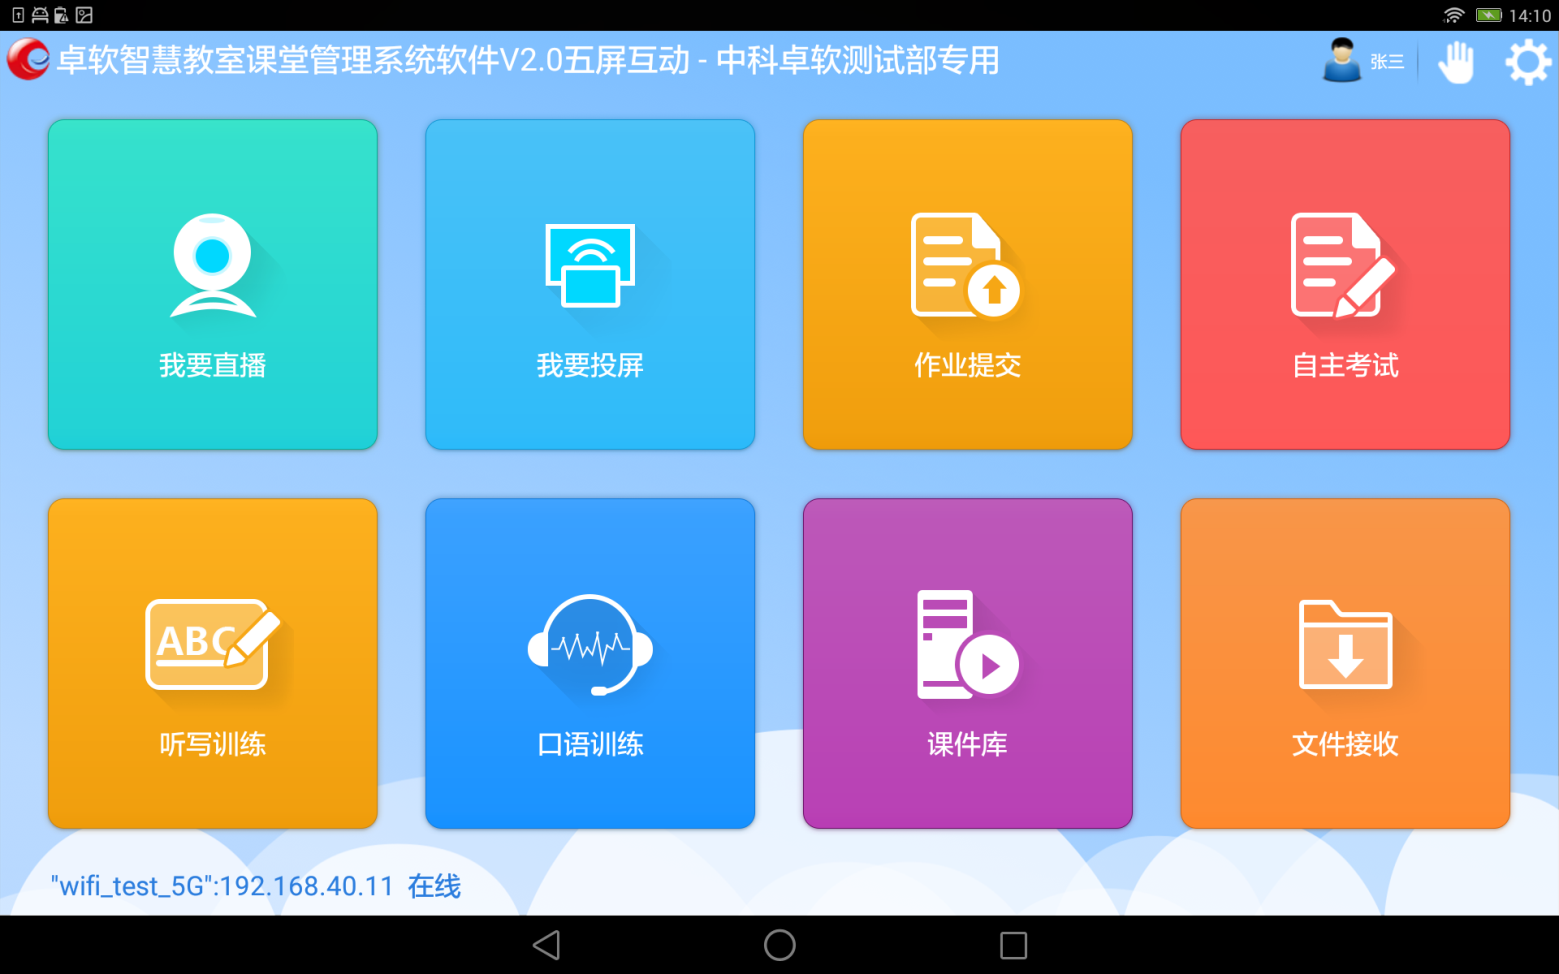 14:10
卓软智慧教室课堂管理系统软件V2.0五屏互动 - 中科卓软测试部专用
张三
我要直播
我要投屏
作业提交
自主考试
ABC
听写训练
口语训练
课件库
文件接收
"wifi_test_5G":192.168.40.11 在线